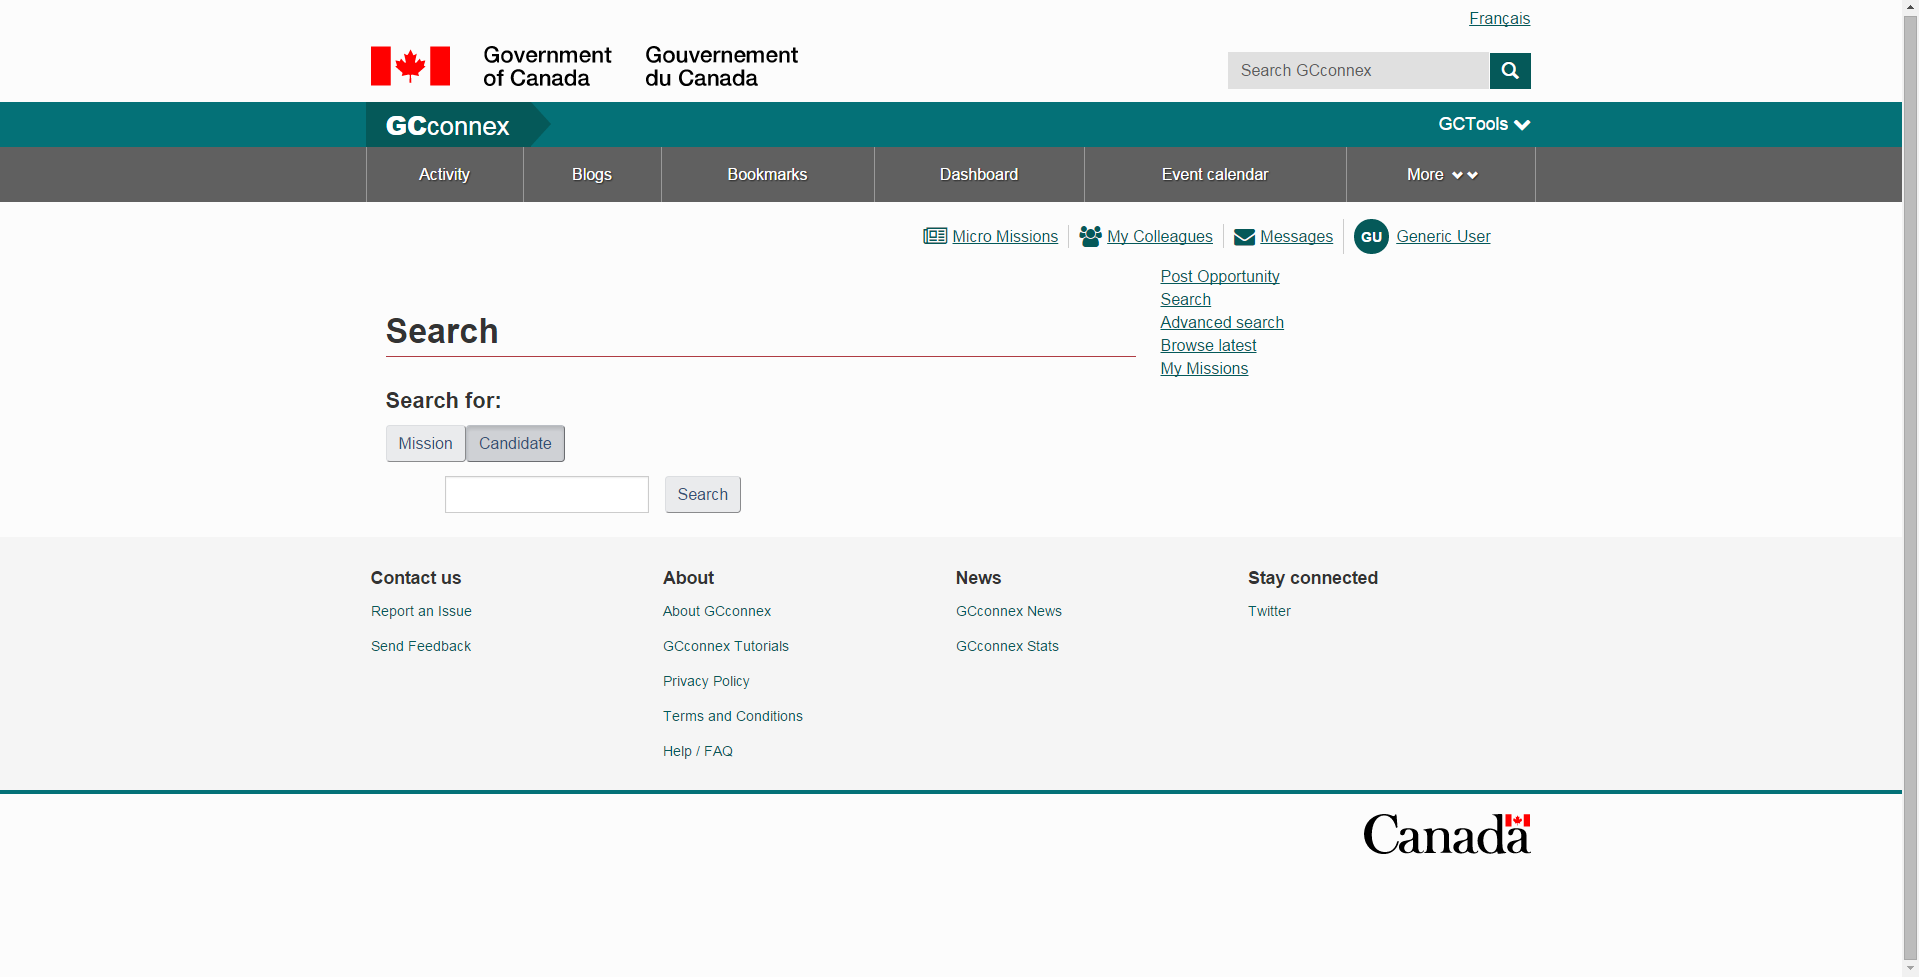 Français
Government of Canada
Gouvernement du Canada
Search GCconnex
GCconnex
GCTools
Activity
Blogs
Bookmarks
Dashboard
Event calendar
More
Micro Missions
My Colleagues
Messages
GU
Generic User
Post Opportunity
Search
Advanced search
Browse latest
My Missions
Search
Search for:
Mission
Candidate
Search
Contact us
Report an Issue
Send Feedback
About
About GCconnex
GCconnex Tutorials
Privacy Policy
Terms and Conditions
Help / FAQ
News
GCconnex News
GCconnex Stats
Stay connected
Twitter
Canada